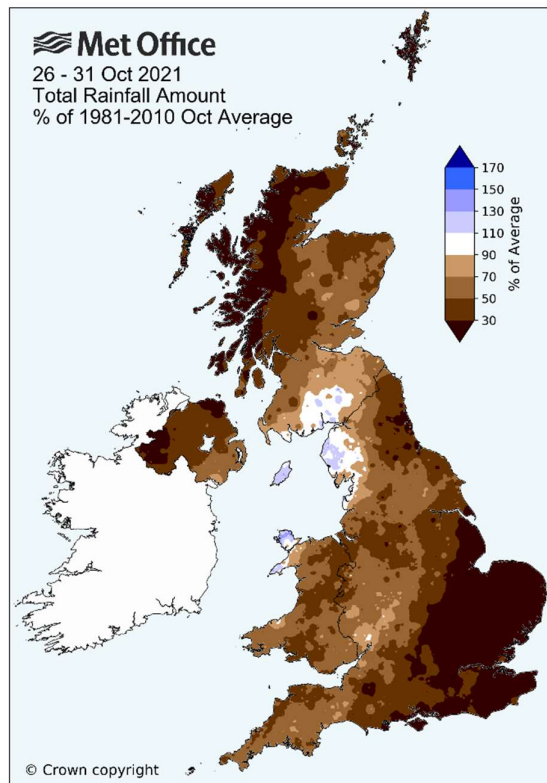 Met Office
26 - 31 Oct 2021
Total Rainfall Amount
% of 1981-2010 Oct Average
170
150
130
110
90
70
50
30
% of Average
© Crown copyright